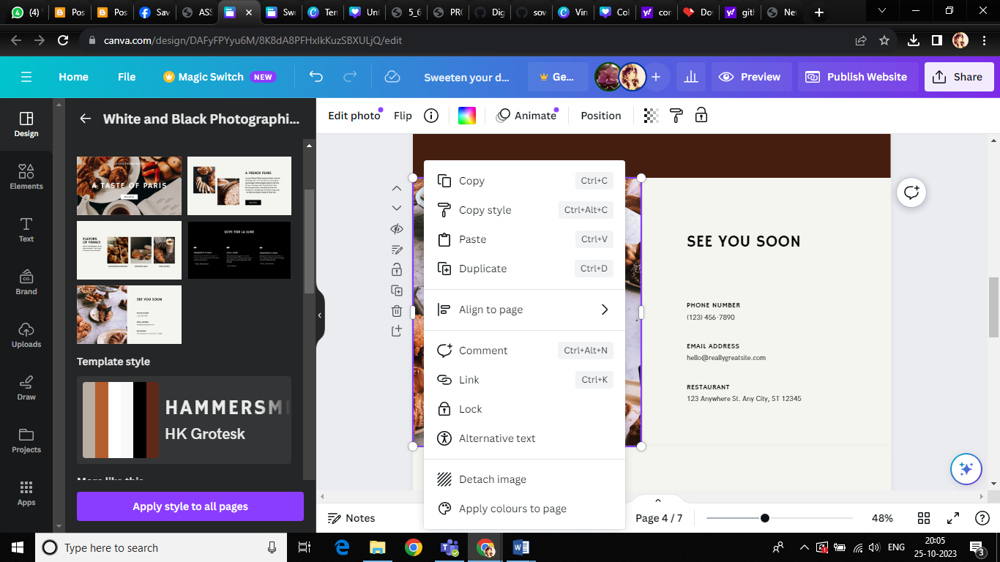 (4)
Pos
Pos
Sav
ASS
Swe
Ter
Unt
5_6
PRO
Dig
sow
Vin
Col
con
Dov
gith
Nev
canva.com/design/DAFyFPYyu6M/8K8dA8PFHxIkKuzSBXULjQ/edit
Home
File
Magic Switch NEW
Sweeten your d...
Ge...
Preview
Publish Website
Share
Design
Elements
Text
Brand
Uploads
Draw
Projects
Apps
White and Black Photographi...
A TASTE OF PARIS
A FRENCH FLING
FLAVORS
OF FRANCE
LOVE FOR LA LUNE
SEE YOU SOON
Template style
HAMMERSMI
HK Grotesk
More like this
Apply style to all pages
Edit photo
Flip
Animate
Position
Copy Ctrl+C
Copy style Ctrl+Alt+C
Paste Ctrl+V
Duplicate Ctrl+D
Align to page
Comment Ctrl+Alt+N
Link Ctrl+K
Lock
Alternative text
Detach image
Apply colours to page
SEE YOU SOON
PHONE NUMBER
(123) 456-7890
EMAIL ADDRESS
hello@reallygreatsite.com
RESTAURANT
123 Anywhere St. Any City, ST 12345
Notes
Page 4 / 7
48%
Type here to search
ENG
20:05
25-10-2023
3